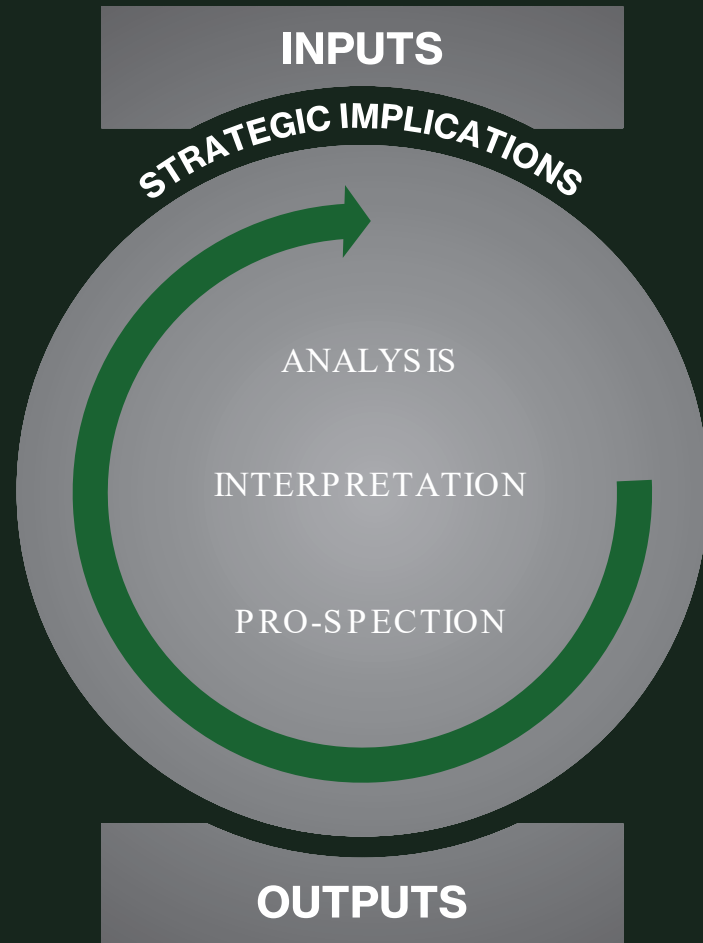 INPUTS
STRATEGIC IMPLICATIONS
ANALYSIS
INTERPRETATION
PRO-SPECTION
OUTPUTS